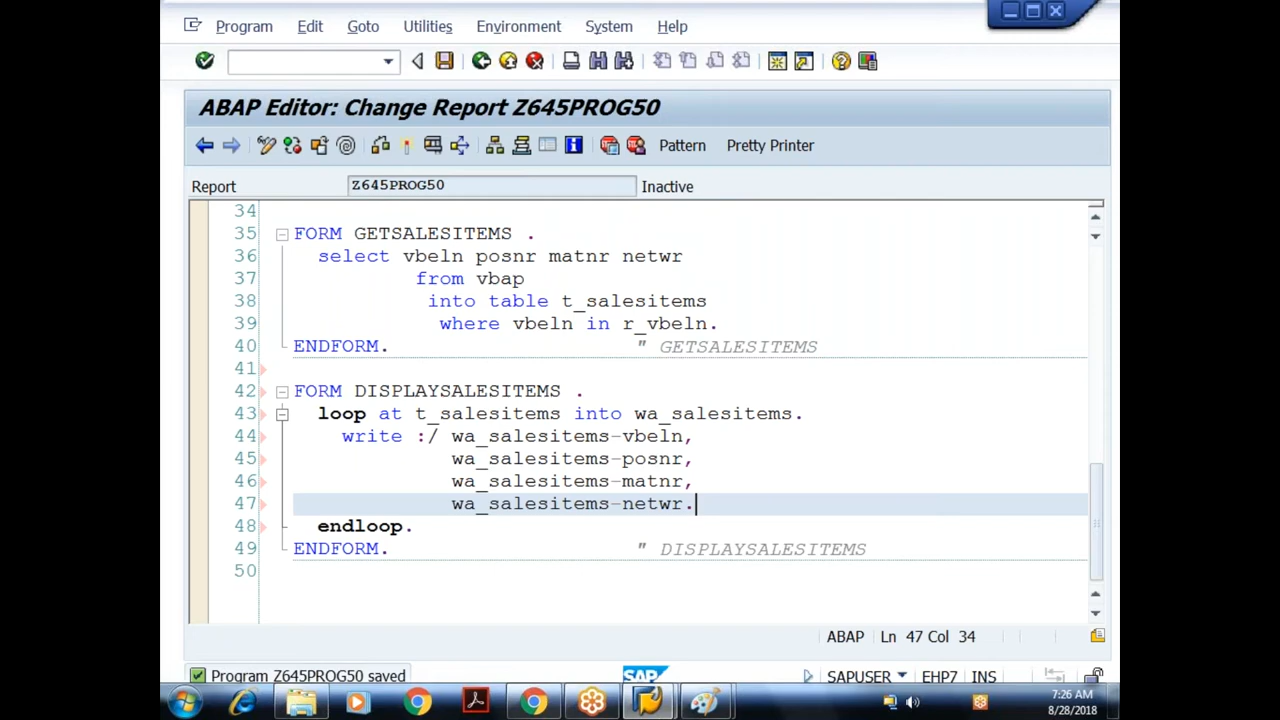 Program Edit Goto Utilities Environment System Help
ABAP Editor: Change Report Z645PROG50
Pattern Pretty Printer
Report Z645PROG50 Inactive
34
35 FORM GETSALESITEMS .
36 select vbeln posnr matnr netwr
37 from vbap
38 into table t_salesitems
39 where vbeln in r_vbeln.
40 ENDFORM. " GETSALESITEMS
41
42 FORM DISPLAYSALESITEMS .
43 loop at t_salesitems into wa_salesitems.
44 write :/ wa_salesitems-vbeln,
45 wa_salesitems-posnr,
46 wa_salesitems-matnr,
47 wa_salesitems-netwr.
48 endloop.
49 ENDFORM. " DISPLAYSALESITEMS
50
ABAP Ln 47 Col 34
Program Z645PROG50 saved SAP SAPUSER EHP7 INS
7:26 AM
8/28/2018